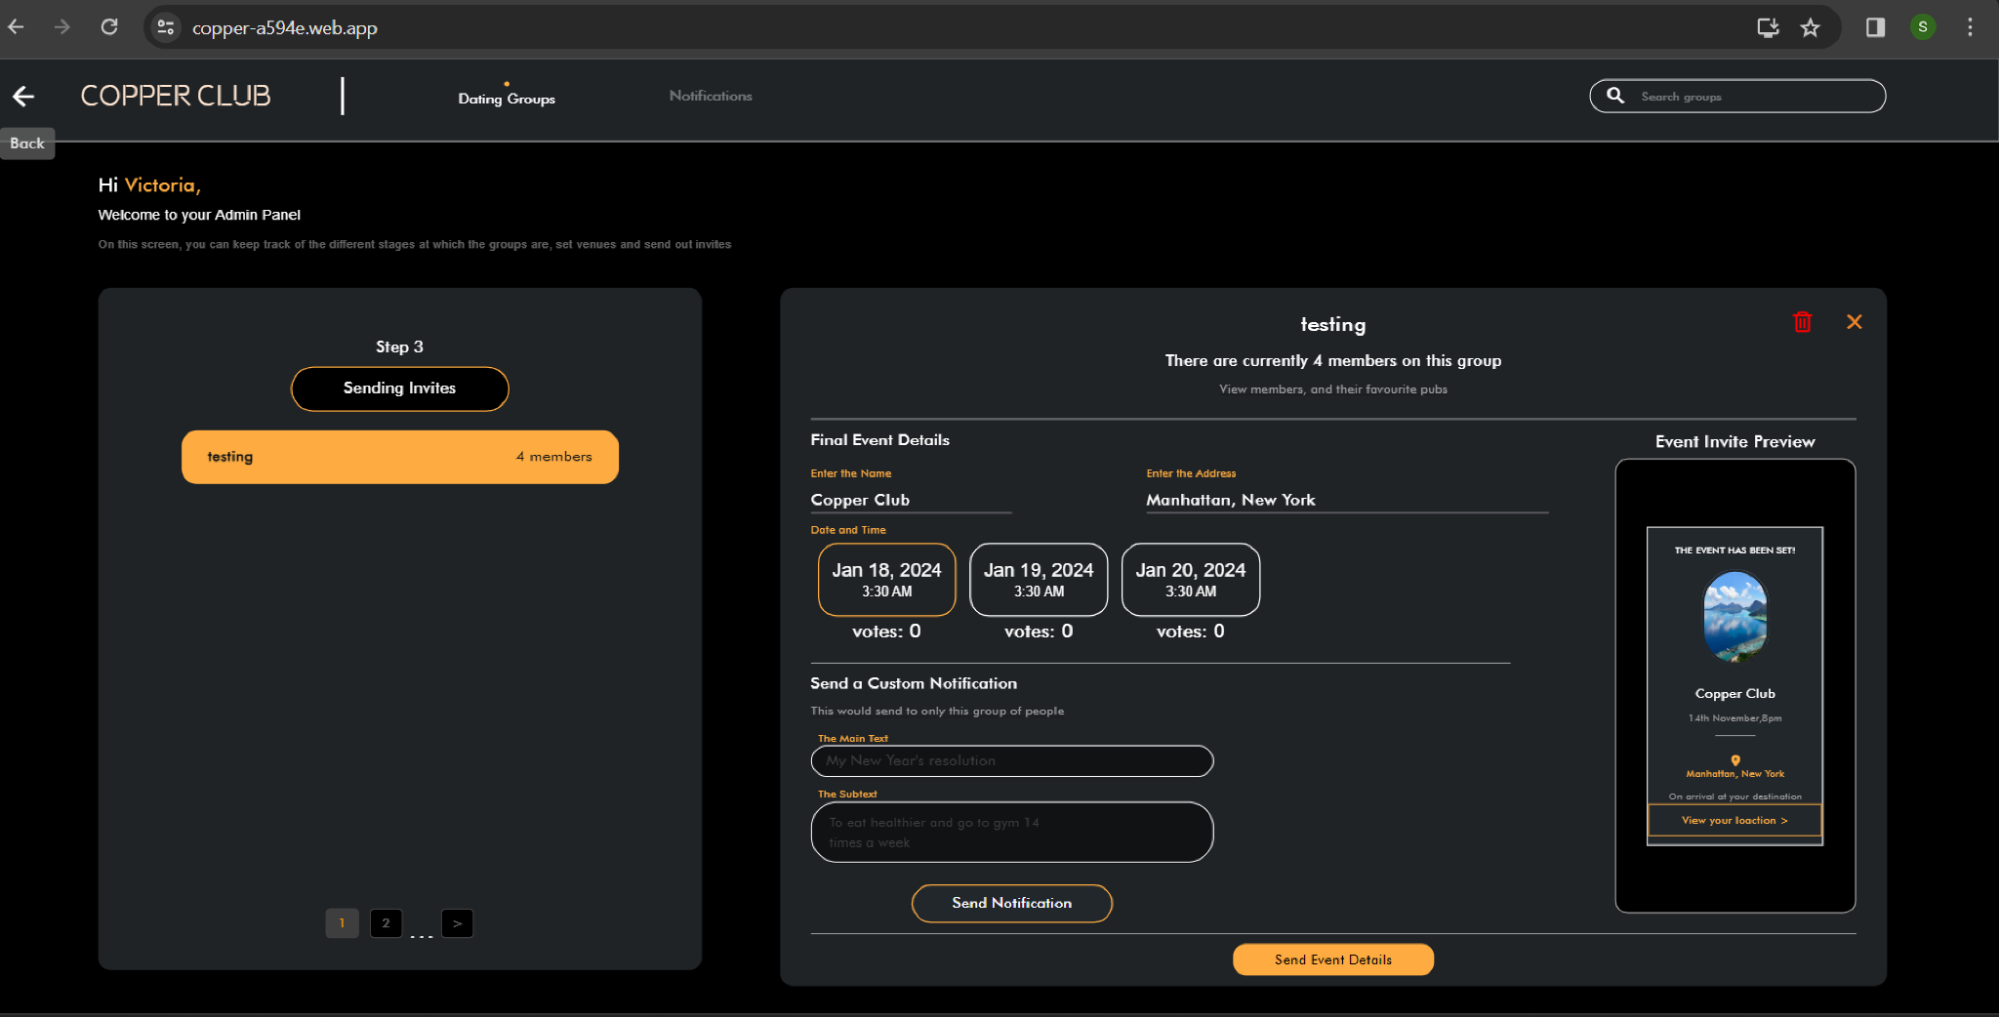 copper-a594e.web.app
S
COPPER CLUB
Dating Groups
Notifications
Search groups
Back
Hi Victoria,
Welcome to your Admin Panel
On this screen, you can keep track of the different stages at which the groups are, set venues and send out invites
Step 3
Sending Invites
testing 4 members
1 2 ... >
testing
There are currently 4 members on this group
View members, and their favourite pubs
Final Event Details
Enter the Name
Copper Club
Enter the Address
Manhattan, New York
Date and Time
Jan 18, 2024
3:30 AM
votes: 0
Jan 19, 2024
3:30 AM
votes: 0
Jan 20, 2024
3:30 AM
votes: 0
Send a Custom Notification
This would send to only this group of people
The Main Text
My New Year's resolution
The Subtext
To eat healthier and go to gym 14
times a week
Send Notification
Send Event Details
Event Invite Preview
THE EVENT HAS BEEN SET!
Copper Club
14th November,8pm
Manhattan, New York
On arrival at your destination
View your loaction >